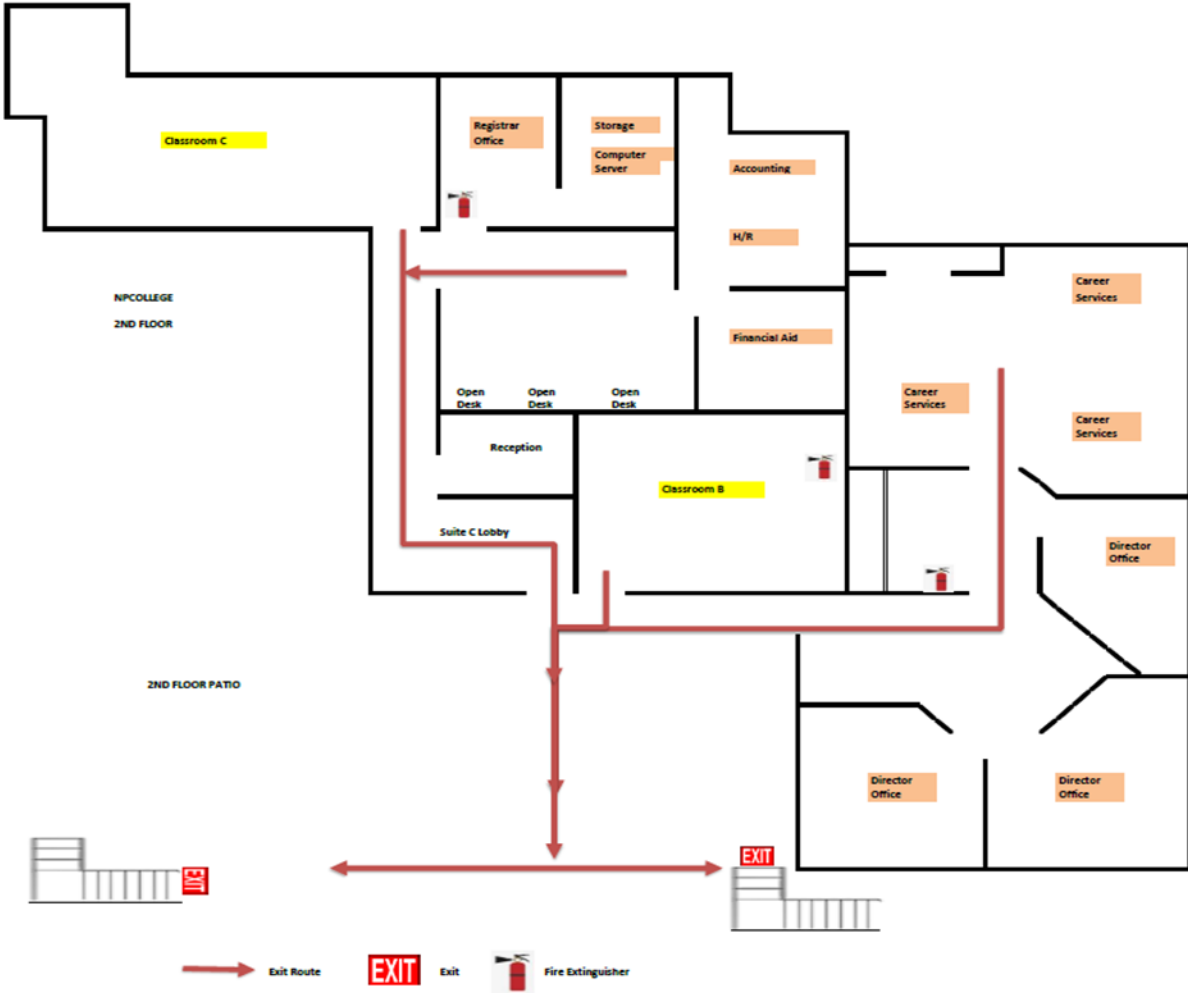 Classroom C
Registrar
Office
Storage
Computer
Server
Accounting
H/R
NPCOLLEGE
2ND FLOOR
Career
Services
Financial Aid
Open
Desk
Open
Desk
Open
Desk
Career
Services
Career
Services
Reception
Classroom B
Suite C Lobby
Director
Office
2ND FLOOR PATIO
Director
Office
Director
Office
EXIT
EXIT
Exit Route
EXIT
Exit
Fire Extinguisher